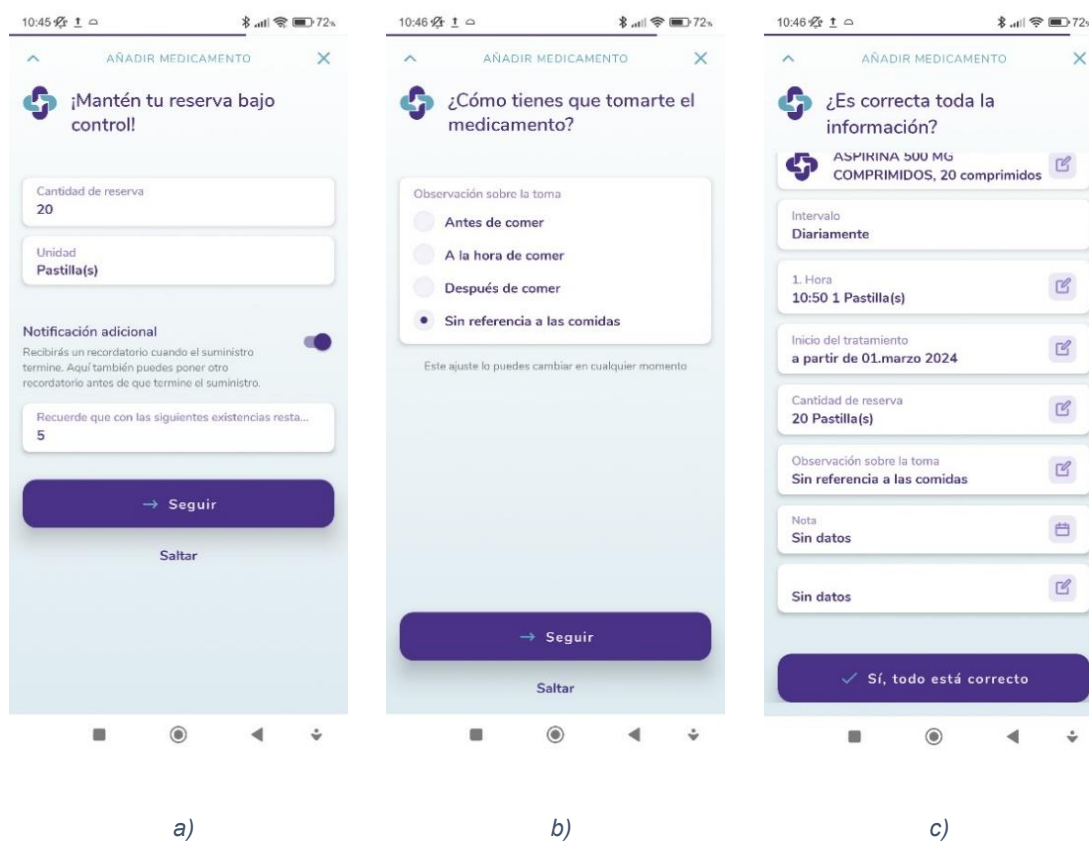 10:45
72%
AÑADIR MEDICAMENTO
¡Mantén tu reserva bajo
control!
Cantidad de reserva
20
Unidad
Pastilla(s)
Notificación adicional
Recibirás un recordatorio cuando el suministro
termine. Aquí también puedes poner otro
recordatorio antes de que termine el suministro.
Recuerde que con las siguientes existencias resta...
5
→ Seguir
Saltar
a)
10:46
72%
AÑADIR MEDICAMENTO
¿Cómo tienes que tomarte el
medicamento?
Observación sobre la toma
Antes de comer
A la hora de comer
Después de comer
Sin referencia a las comidas
Este ajuste lo puedes cambiar en cualquier momento
→ Seguir
Saltar
b)
10:46
72%
AÑADIR MEDICAMENTO
¿Es correcta toda la
información?
ASPIRINA 500 MG
COMPRIMIDOS, 20 comprimidos
Intervalo
Diariamente
1. Hora
10:50 1 Pastilla(s)
Inicio del tratamiento
a partir de 01.marzo 2024
Cantidad de reserva
20 Pastilla(s)
Observación sobre la toma
Sin referencia a las comidas
Nota
Sin datos
Sin datos
Sí, todo está correcto
c)